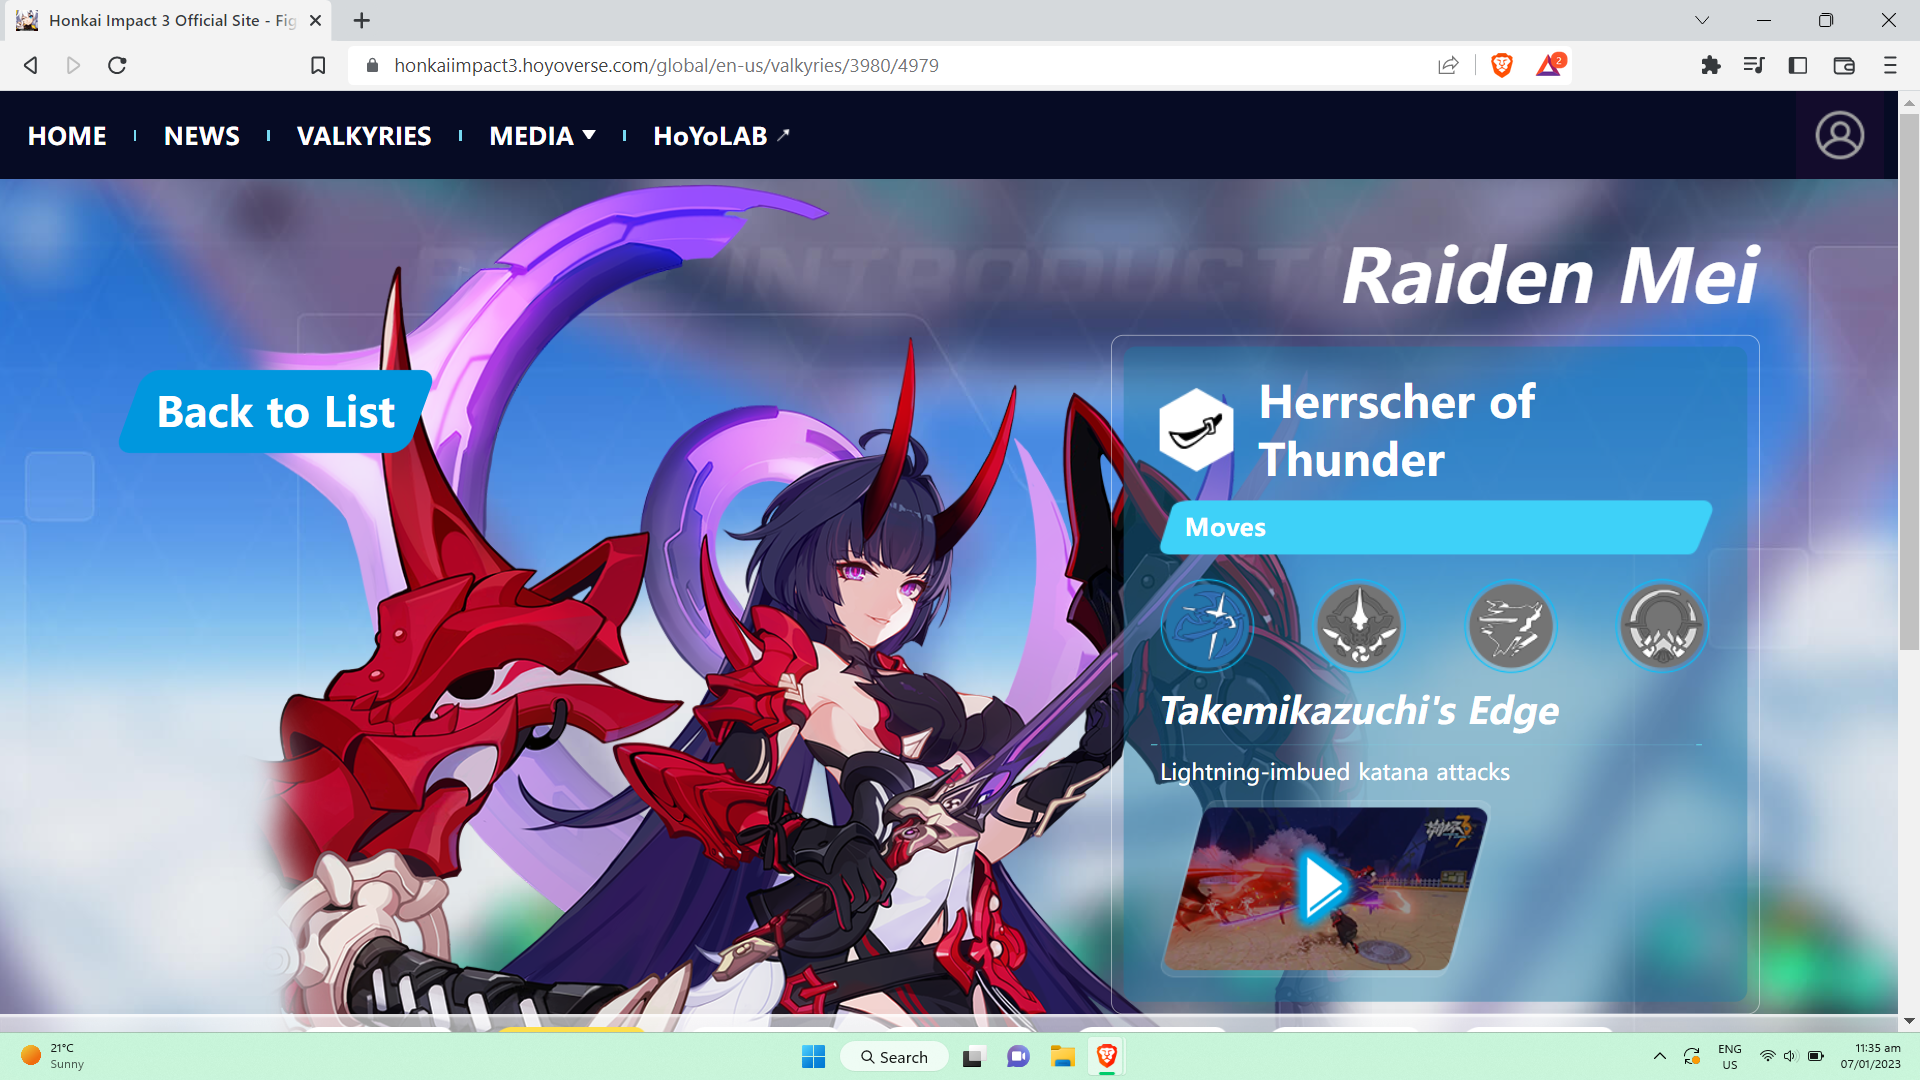 Honkai Impact 3 Official Site - Fig
honkaiimpact3.hoyoverse.com/global/en-us/valkyries/3980/4979
2
HOME
NEWS
VALKYRIES
MEDIA
HoYoLAB
Raiden Mei
Back to List
Herrscher of
Thunder
Moves
Takemikazuchi's Edge
Lightning-imbued katana attacks
21°C
Sunny
Search
ENG
US
11:35 am
07/01/2023